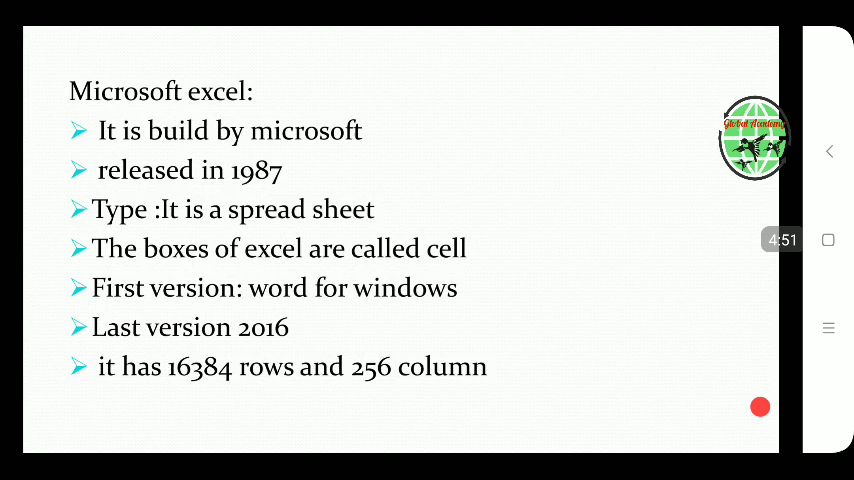 Microsoft excel:
It is build by microsoft
released in 1987
Type :It is a spread sheet
The boxes of excel are called cell
First version: word for windows
Last version 2016
it has 16384 rows and 256 column
Global Academy
4:51